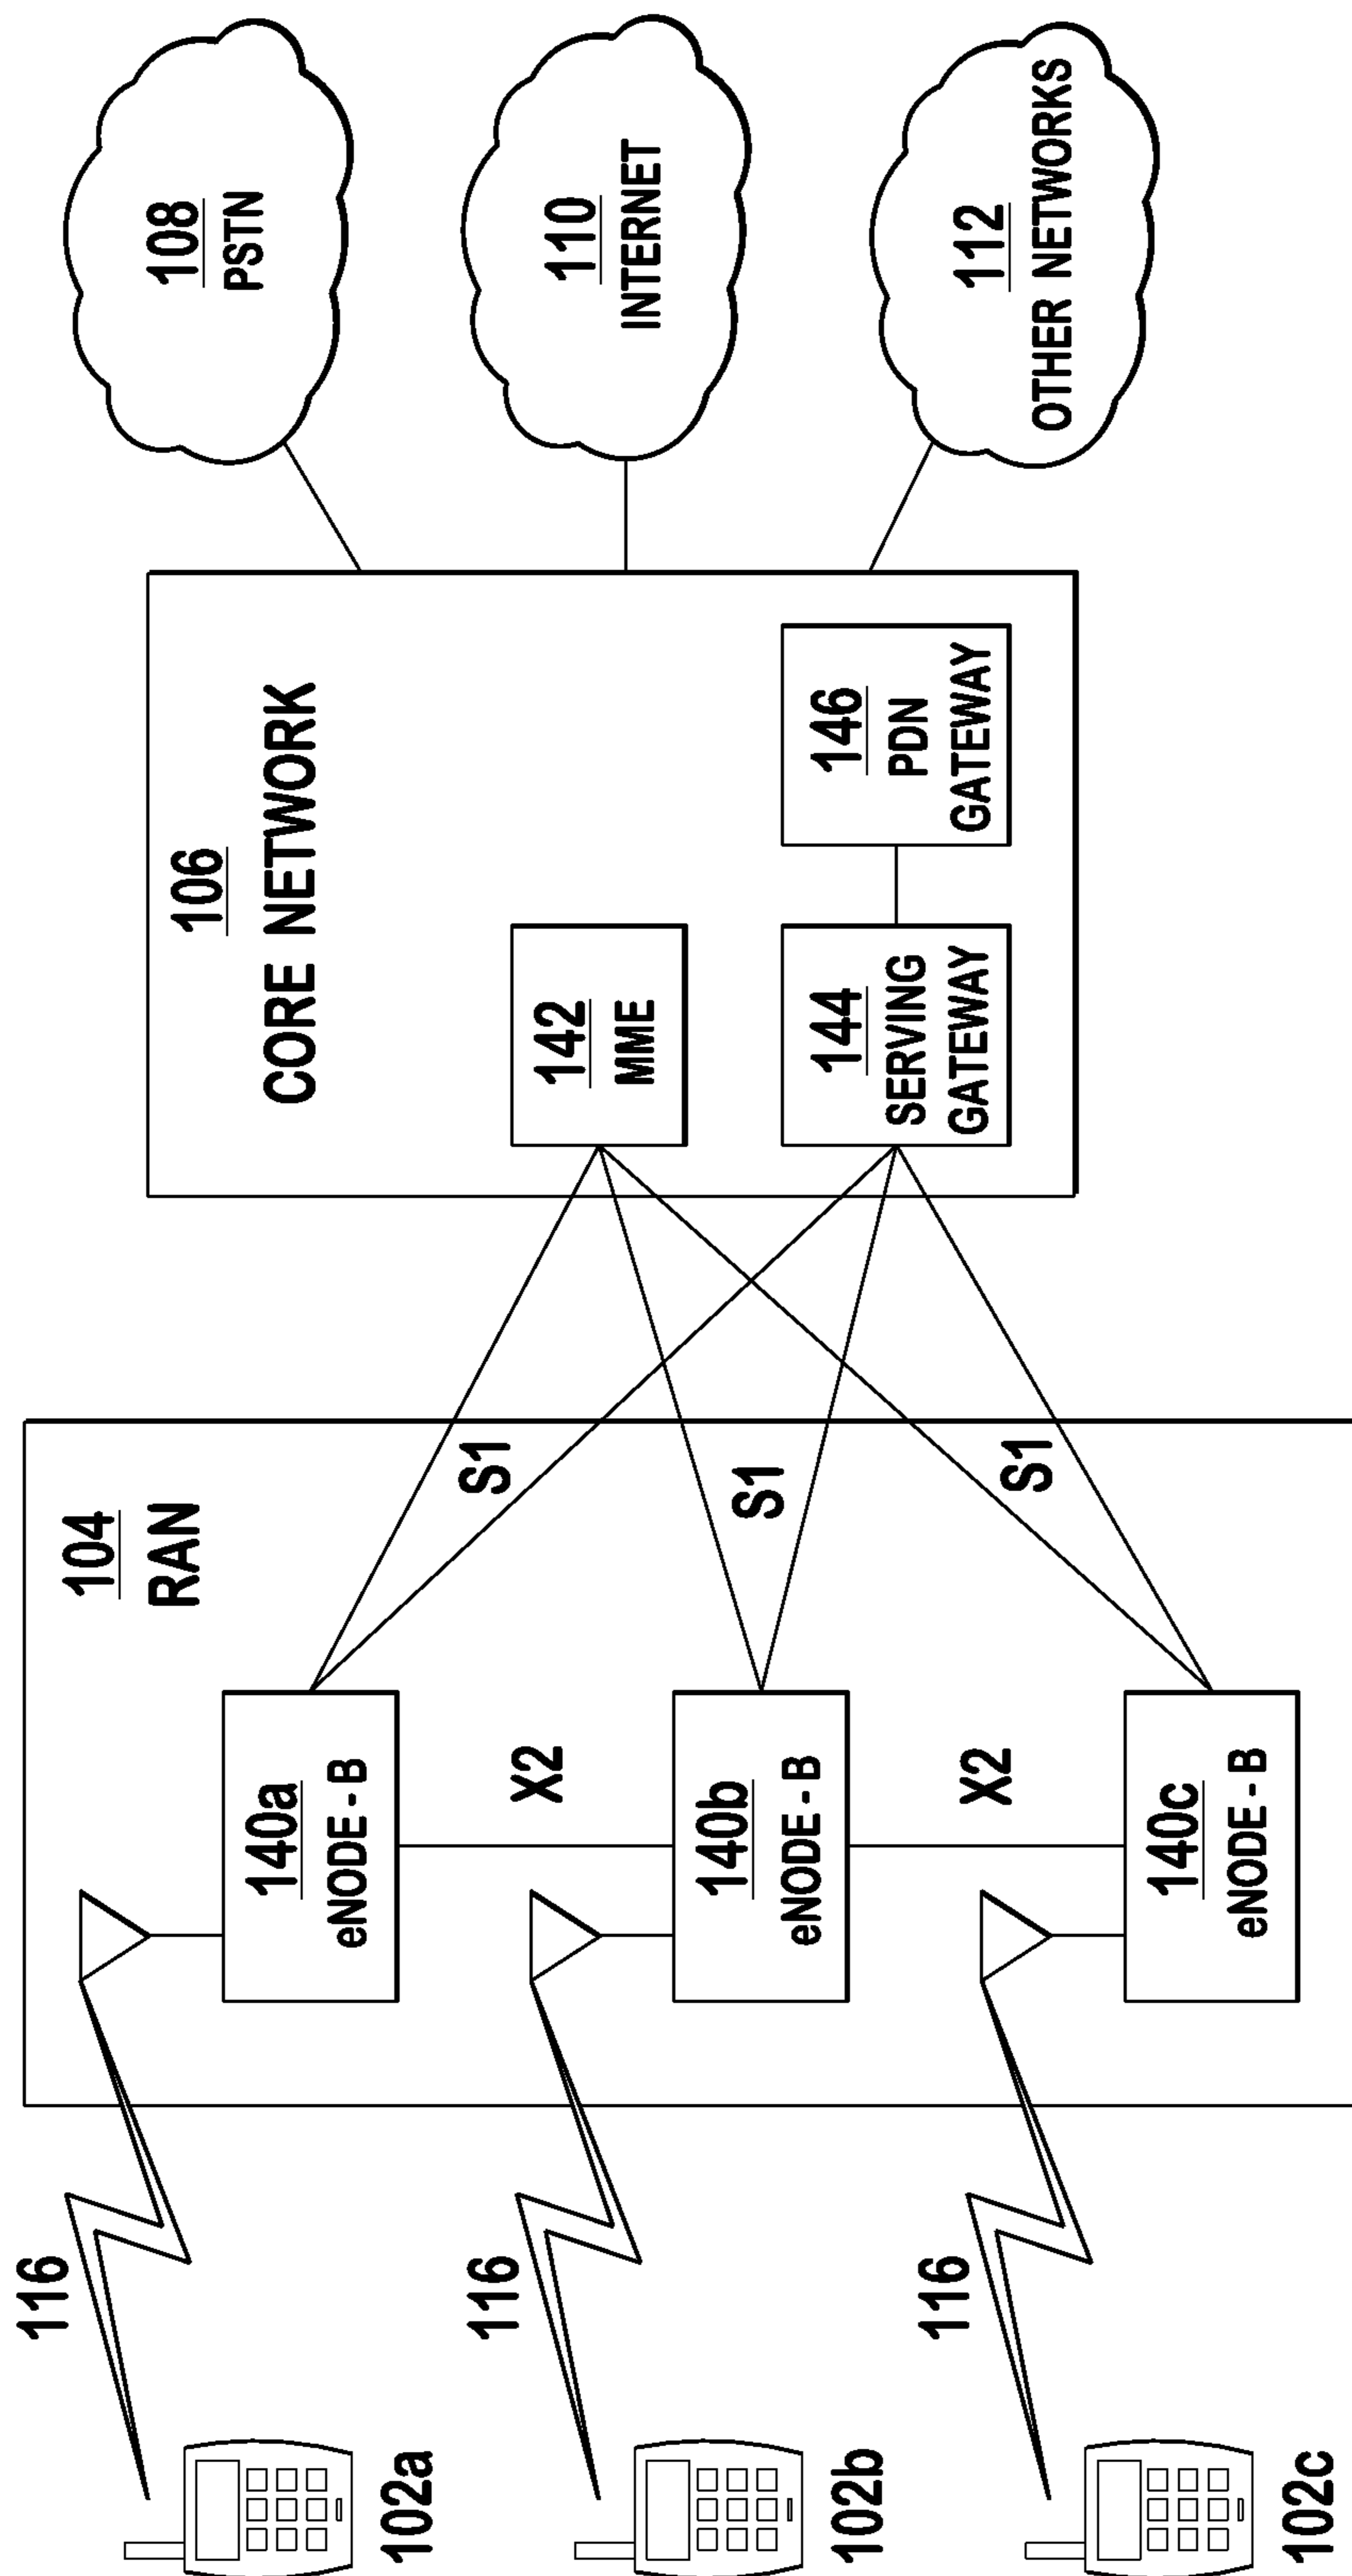 116
102a
116
102b
116
102c
104
RAN
140a
eNODE - B
X2
140b
eNODE - B
X2
140c
eNODE - B
S1
S1
S1
106
CORE NETWORK
142
MME
144
SERVING
GATEWAY
146
PDN
GATEWAY
108
PSTN
110
INTERNET
112
OTHER NETWORKS